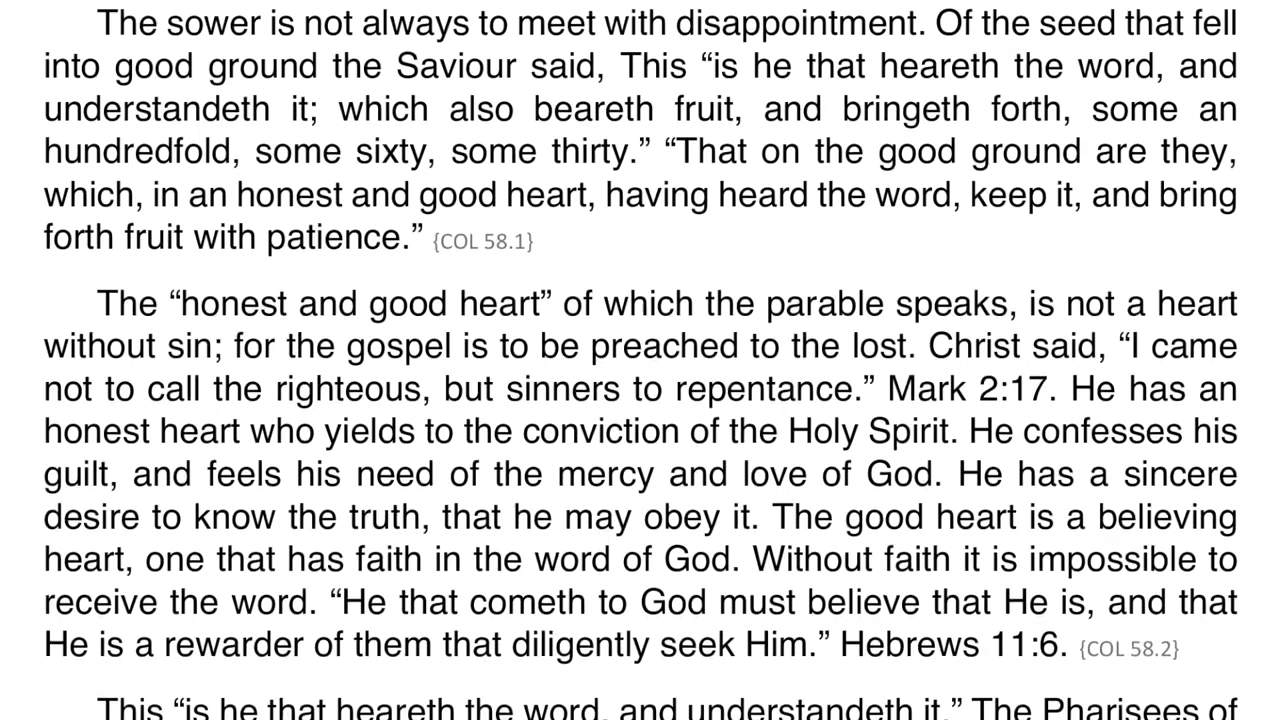 The sower is not always to meet with disappointment. Of the seed that fell
into good ground the Saviour said, This “is he that heareth the word, and
understandeth it; which also beareth fruit, and bringeth forth, some an
hundredfold, some sixty, some thirty.” “That on the good ground are they,
which, in an honest and good heart, having heard the word, keep it, and bring
forth fruit with patience.” {COL 58.1}
The “honest and good heart” of which the parable speaks, is not a heart
without sin; for the gospel is to be preached to the lost. Christ said, “I came
not to call the righteous, but sinners to repentance.” Mark 2:17. He has an
honest heart who yields to the conviction of the Holy Spirit. He confesses his
guilt, and feels his need of the mercy and love of God. He has a sincere
desire to know the truth, that he may obey it. The good heart is a believing
heart, one that has faith in the word of God. Without faith it is impossible to
receive the word. “He that cometh to God must believe that He is, and that
He is a rewarder of them that diligently seek Him.” Hebrews 11:6. {COL 58.2}
This “is he that heareth the word, and understandeth it.” The Pharisees of